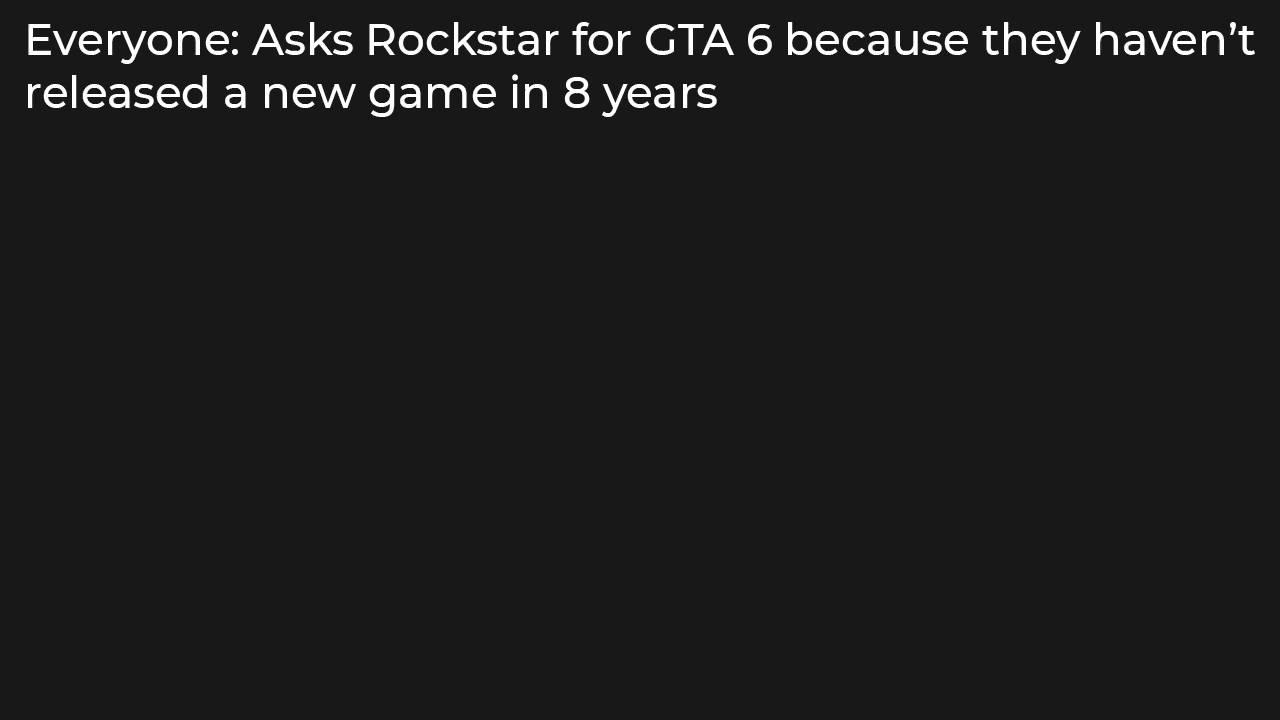 Everyone: Asks Rockstar for GTA 6 because they haven’t
released a new game in 8 years